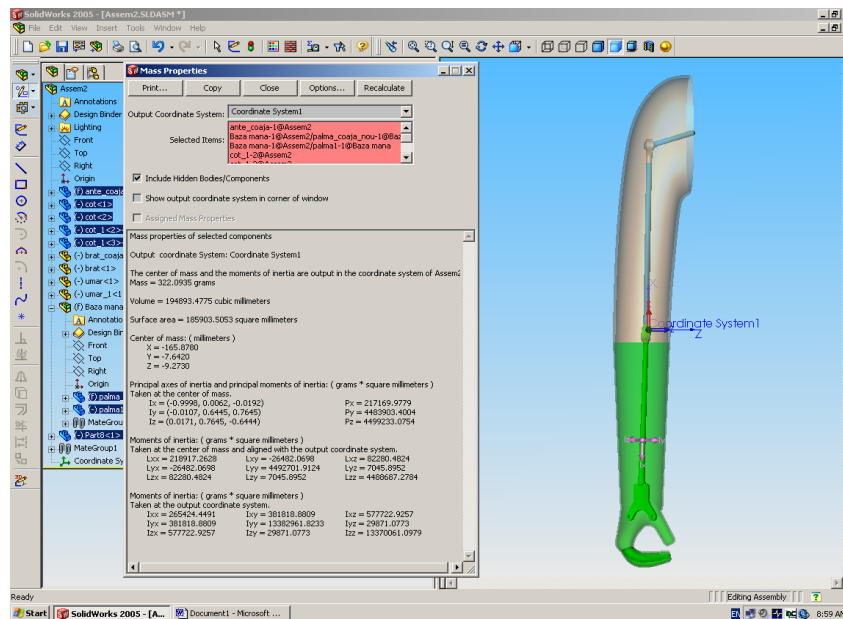 SolidWorks 2005 - [Assem2.SLDASM *]
File Edit View Insert Tools Window Help
Mass Properties
Print... Copy Close Options... Recalculate
Output Coordinate System: Coordinate System1
Selected Items:
ante_coaja-1@Assem2
Baza mana-1@Assem2/palma_coaja_nou-1@Baz
Baza mana-1@Assem2/palma1-1@Baza mana
cot_1-2@Assem2
Include Hidden Bodies/Components
Show output coordinate system in corner of window
Assigned Mass Properties
Mass properties of selected components
Output coordinate System: Coordinate System1
The center of mass and the moments of inertia are output in the coordinate system of Assem2
Mass = 322.0935 grams
Volume = 194893.4775 cubic millimeters
Surface area = 185903.5053 square millimeters
Center of mass: ( millimeters )
X = -165.8780
Y = -7.6420
Z = -9.2730
Principal axes of inertia and principal moments of inertia: ( grams * square millimeters )
Taken at the center of mass.
Ix = (-0.9998, 0.0062, -0.0192) Px = 217169.9779
Iy = (-0.0107, 0.6445, 0.7645) Py = 4483903.4004
Iz = (0.0171, 0.7645, -0.6444) Pz = 4499233.0754
Moments of inertia: ( grams * square millimeters )
Taken at the center of mass and aligned with the output coordinate system.
Lxx = 218917.2628 Lxy = -26482.0698 Lxz = 82280.4824
Lyx = -26482.0698 Lyy = 4492701.9124 Lyz = 7045.8952
Lzx = 82280.4824 Lzy = 7045.8952 Lzz = 4488687.2784
Moments of inertia: ( grams * square millimeters )
Taken at the output coordinate system.
Ixx = 265424.4491 Ixy = 381818.8809 Ixz = 577722.9257
Iyx = 381818.8809 Iyy = 13382961.8233 Iyz = 29871.0773
Izx = 577722.9257 Izy = 29871.0773 Izz = 13370061.0979
Assem2
Annotations
Design Binder
Lighting
Front
Top
Right
Origin
(f) ante_coaja
(-) cot<1>
(-) cot<2>
(-) cot_1<2>
(-) cot_1<3>
(-) brat_coaja
(-) brat<1>
(-) umar<1>
(-) umar_1<1
(f) Baza mana
Annotatio
Design Bir
Front
Top
Right
Origin
(f) palma_
(-) palma1
MateGrou
(-) Part8<1>
MateGroup1
Coordinate Sy
X
Coordinate System1
Z
Ready
Editing Assembly
Start SolidWorks 2005 - [A... Document1 - Microsoft ... EN 8:59 AM